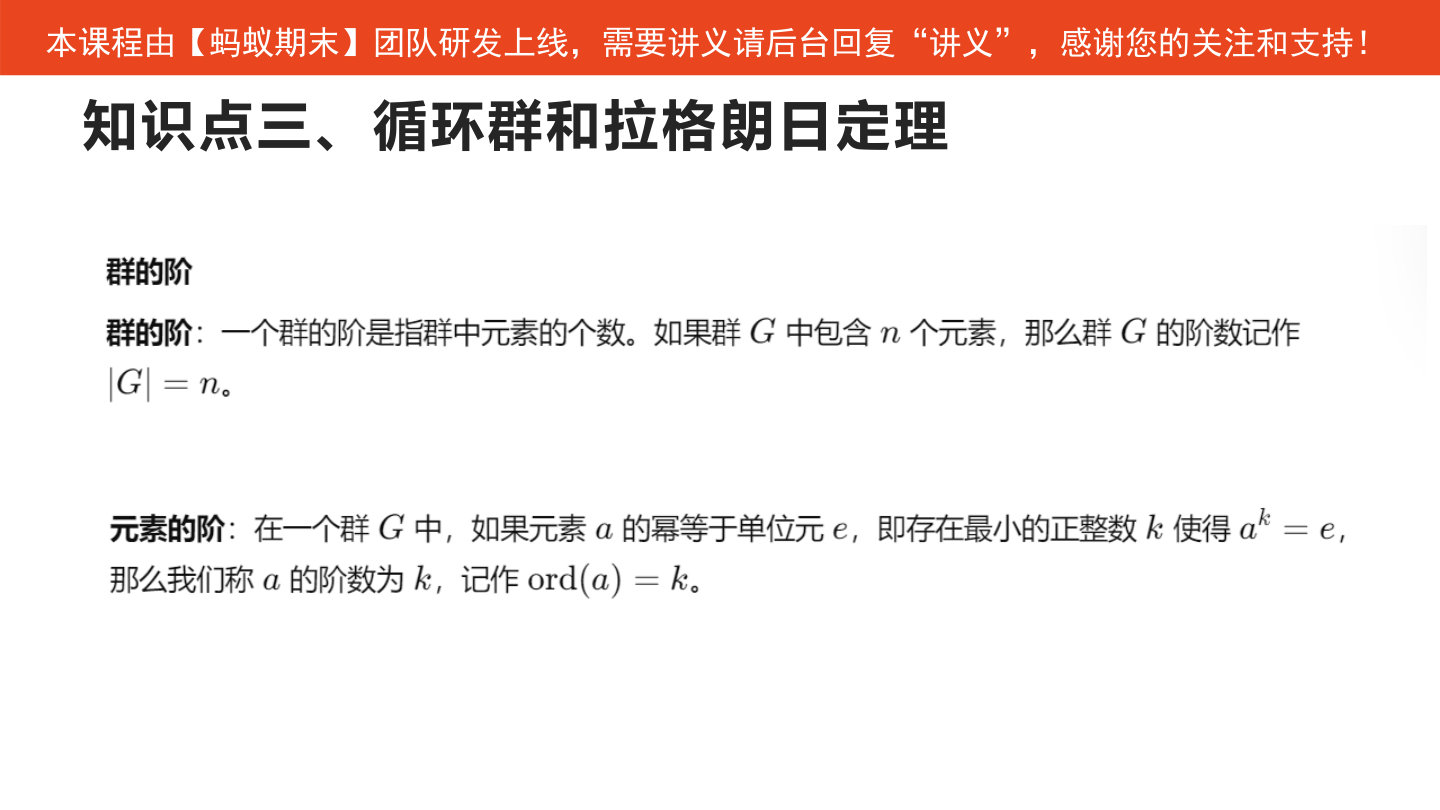 本课程由【蚂蚁期末】团队研发上线，需要讲义请后台回复“讲义”，感谢您的关注和支持！
知识点三、循环群和拉格朗日定理
群的阶
群的阶：一个群的阶是指群中元素的个数。如果群 G 中包含 n 个元素，那么群 G 的阶数记作
|G| = n。
元素的阶：在一个群 G 中，如果元素 a 的幂等于单位元 e，即存在最小的正整数 k 使得 a^k = e，
那么我们称 a 的阶数为 k，记作 ord(a) = k。